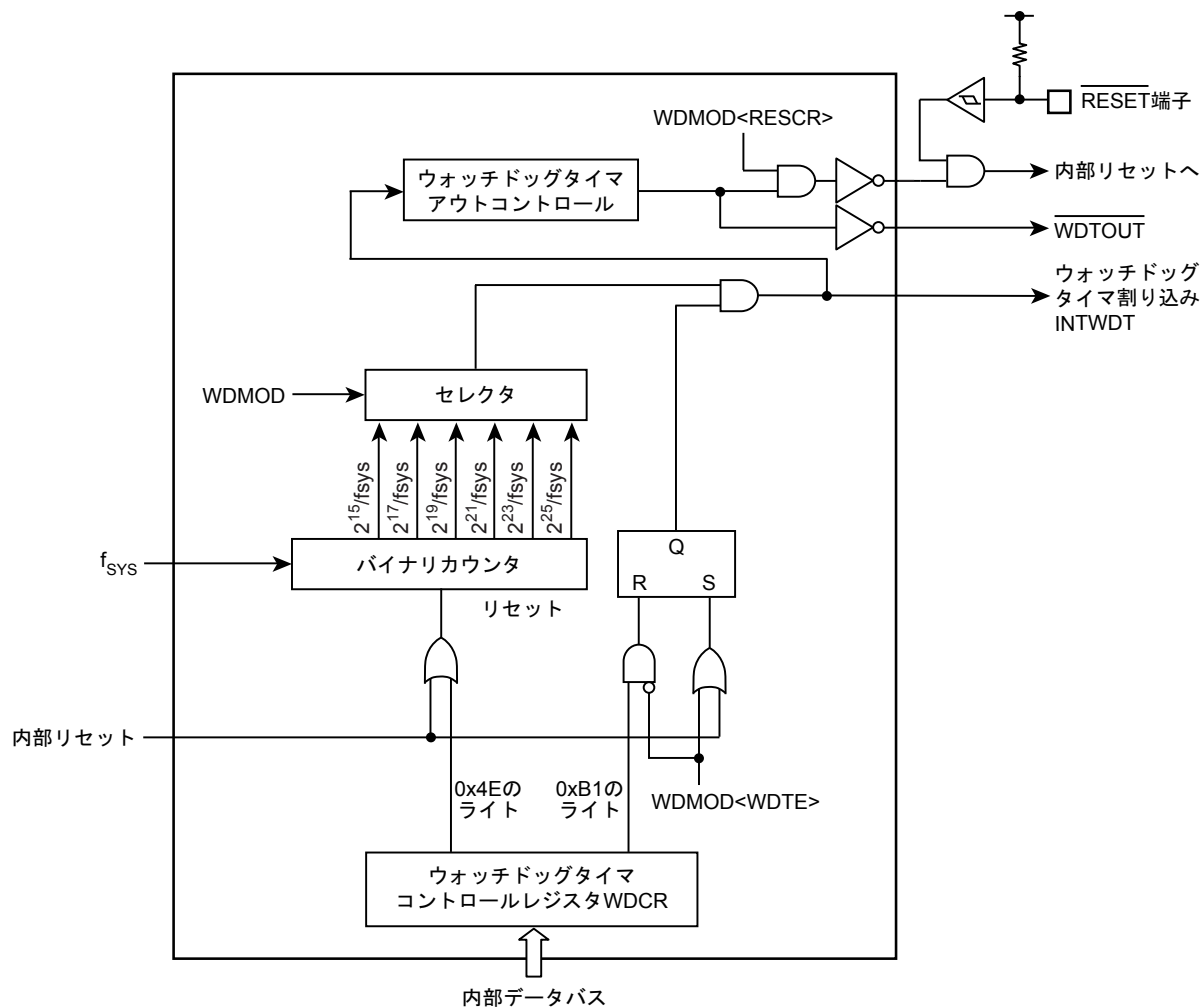 RESET端子
WDMOD<RESCR>
ウォッチドッグタイマ
アウトコントロール
内部リセットへ
WDTOUT
ウォッチドッグ
タイマ割り込み
INTWDT
WDMOD
セレクタ
2^15/fsys
2^17/fsys
2^19/fsys
2^21/fsys
2^23/fsys
2^25/fsys
Q
fSYS
バイナリカウンタ
R
S
リセット
内部リセット
0x4Eの
ライト
0xB1の
ライト
WDMOD<WDTE>
ウォッチドッグタイマ
コントロールレジスタWDCR
内部データバス